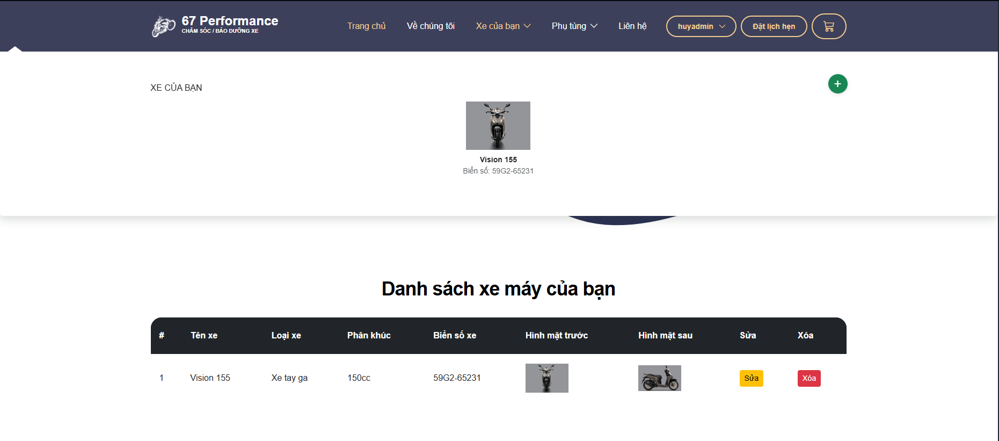 67 Performance
CHĂM SÓC / BẢO DƯỠNG XE
Trang chủ
Về chúng tôi
Xe của bạn
Phụ tùng
Liên hệ
huyadmin
Đặt lịch hẹn
XE CỦA BẠN
+
Vision 155
Biển số: 59G2-65231
Danh sách xe máy của bạn
# Tên xe Loại xe Phân khúc Biển số xe Hình mặt trước Hình mặt sau Sửa Xóa
1 Vision 155 Xe tay ga 150cc 59G2-65231 Sửa Xóa